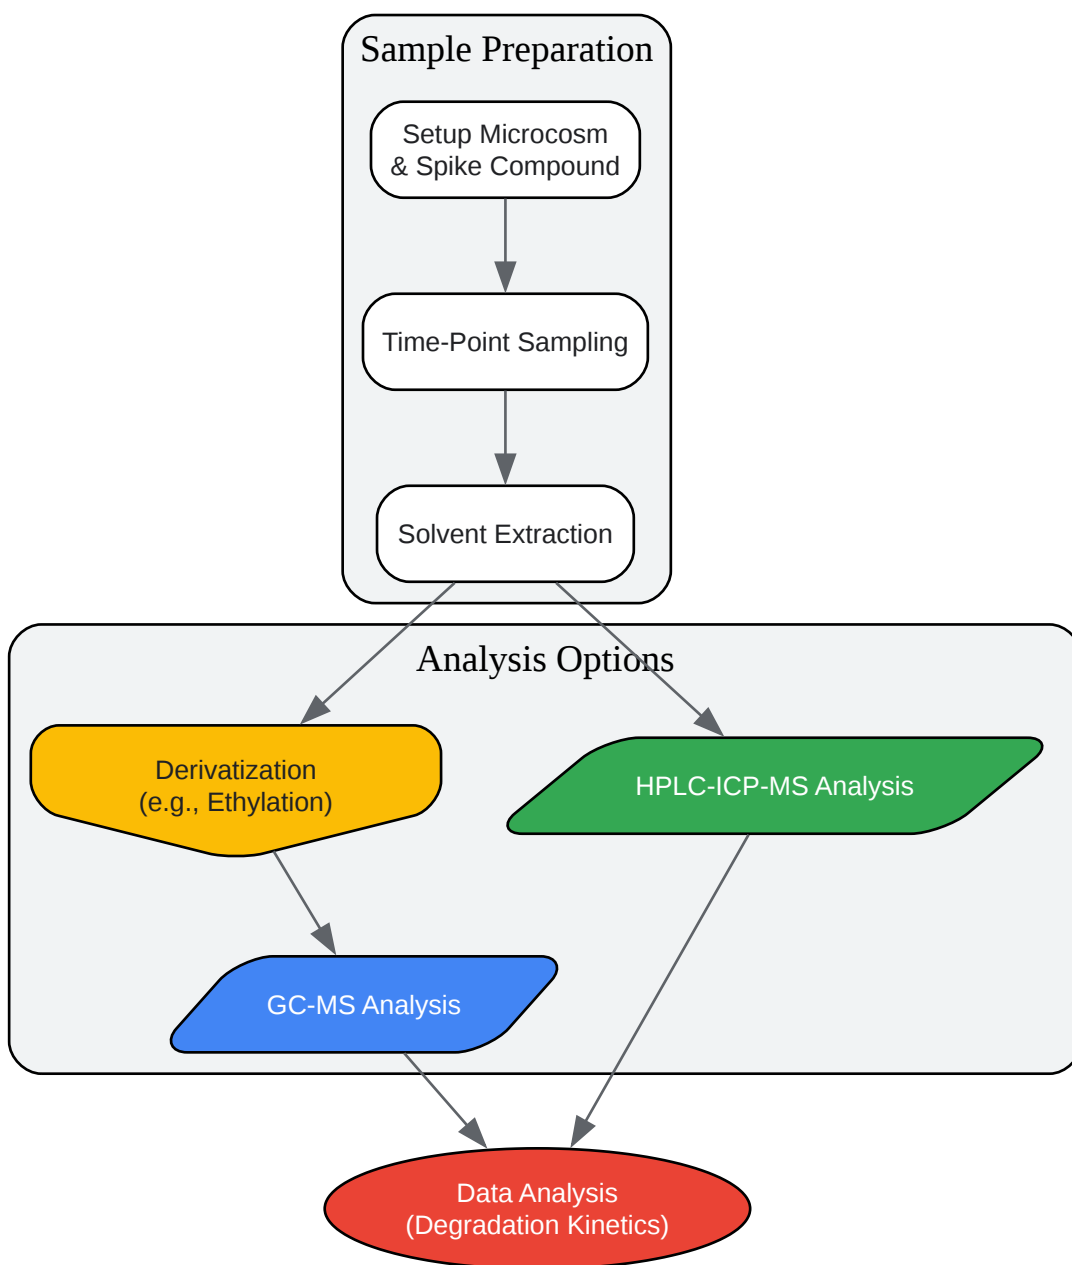 Sample Preparation
Setup Microcosm
& Spike Compound
Time-Point Sampling
Solvent Extraction
Analysis Options
Derivatization
(e.g., Ethylation)
HPLC-ICP-MS Analysis
GC-MS Analysis
Data Analysis
(Degradation Kinetics)